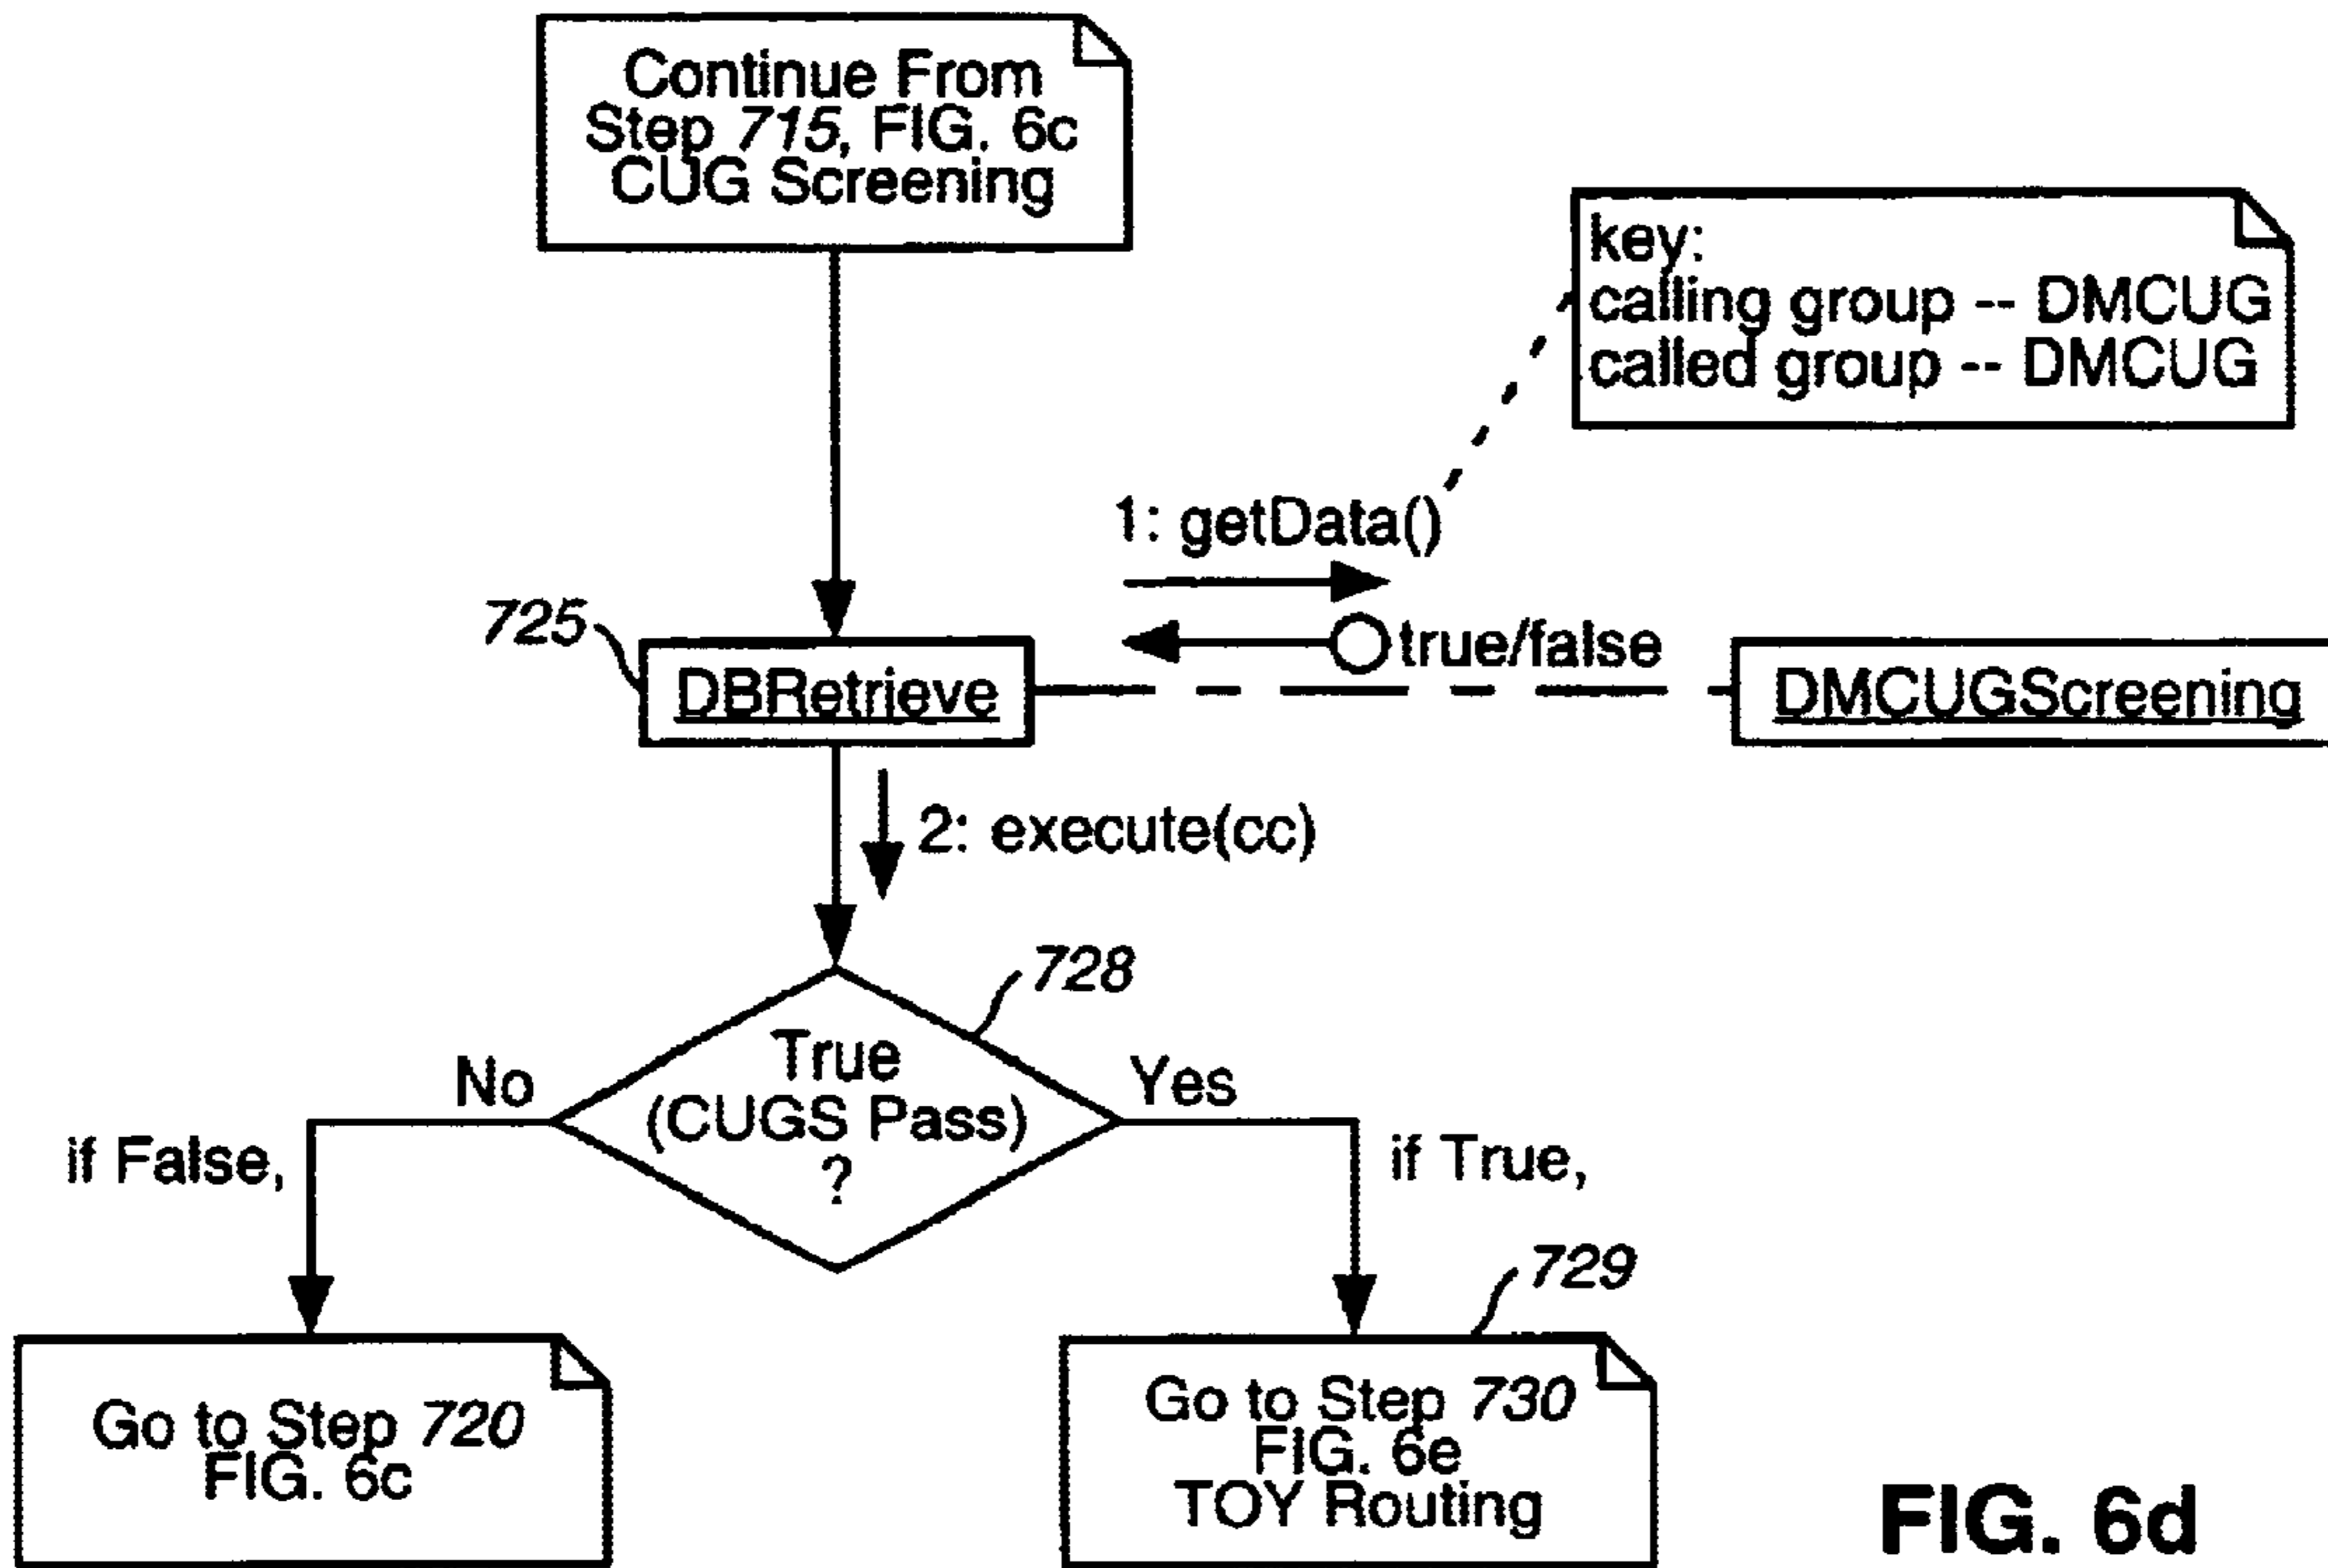 Continue From
Step 715, FIG. 6c
CUG Screening
key:
calling group -- DMCUG
called group -- DMCUG
1: getData()
true/false
725
DBRetrieve
DMCUGScreening
2: execute(cc)
728
True
(CUGS Pass)
?
No
Yes
if False,
if True,
729
Go to Step 720
FIG. 6c
Go to Step 730
FIG. 6e
TOY Routing
FIG. 6d